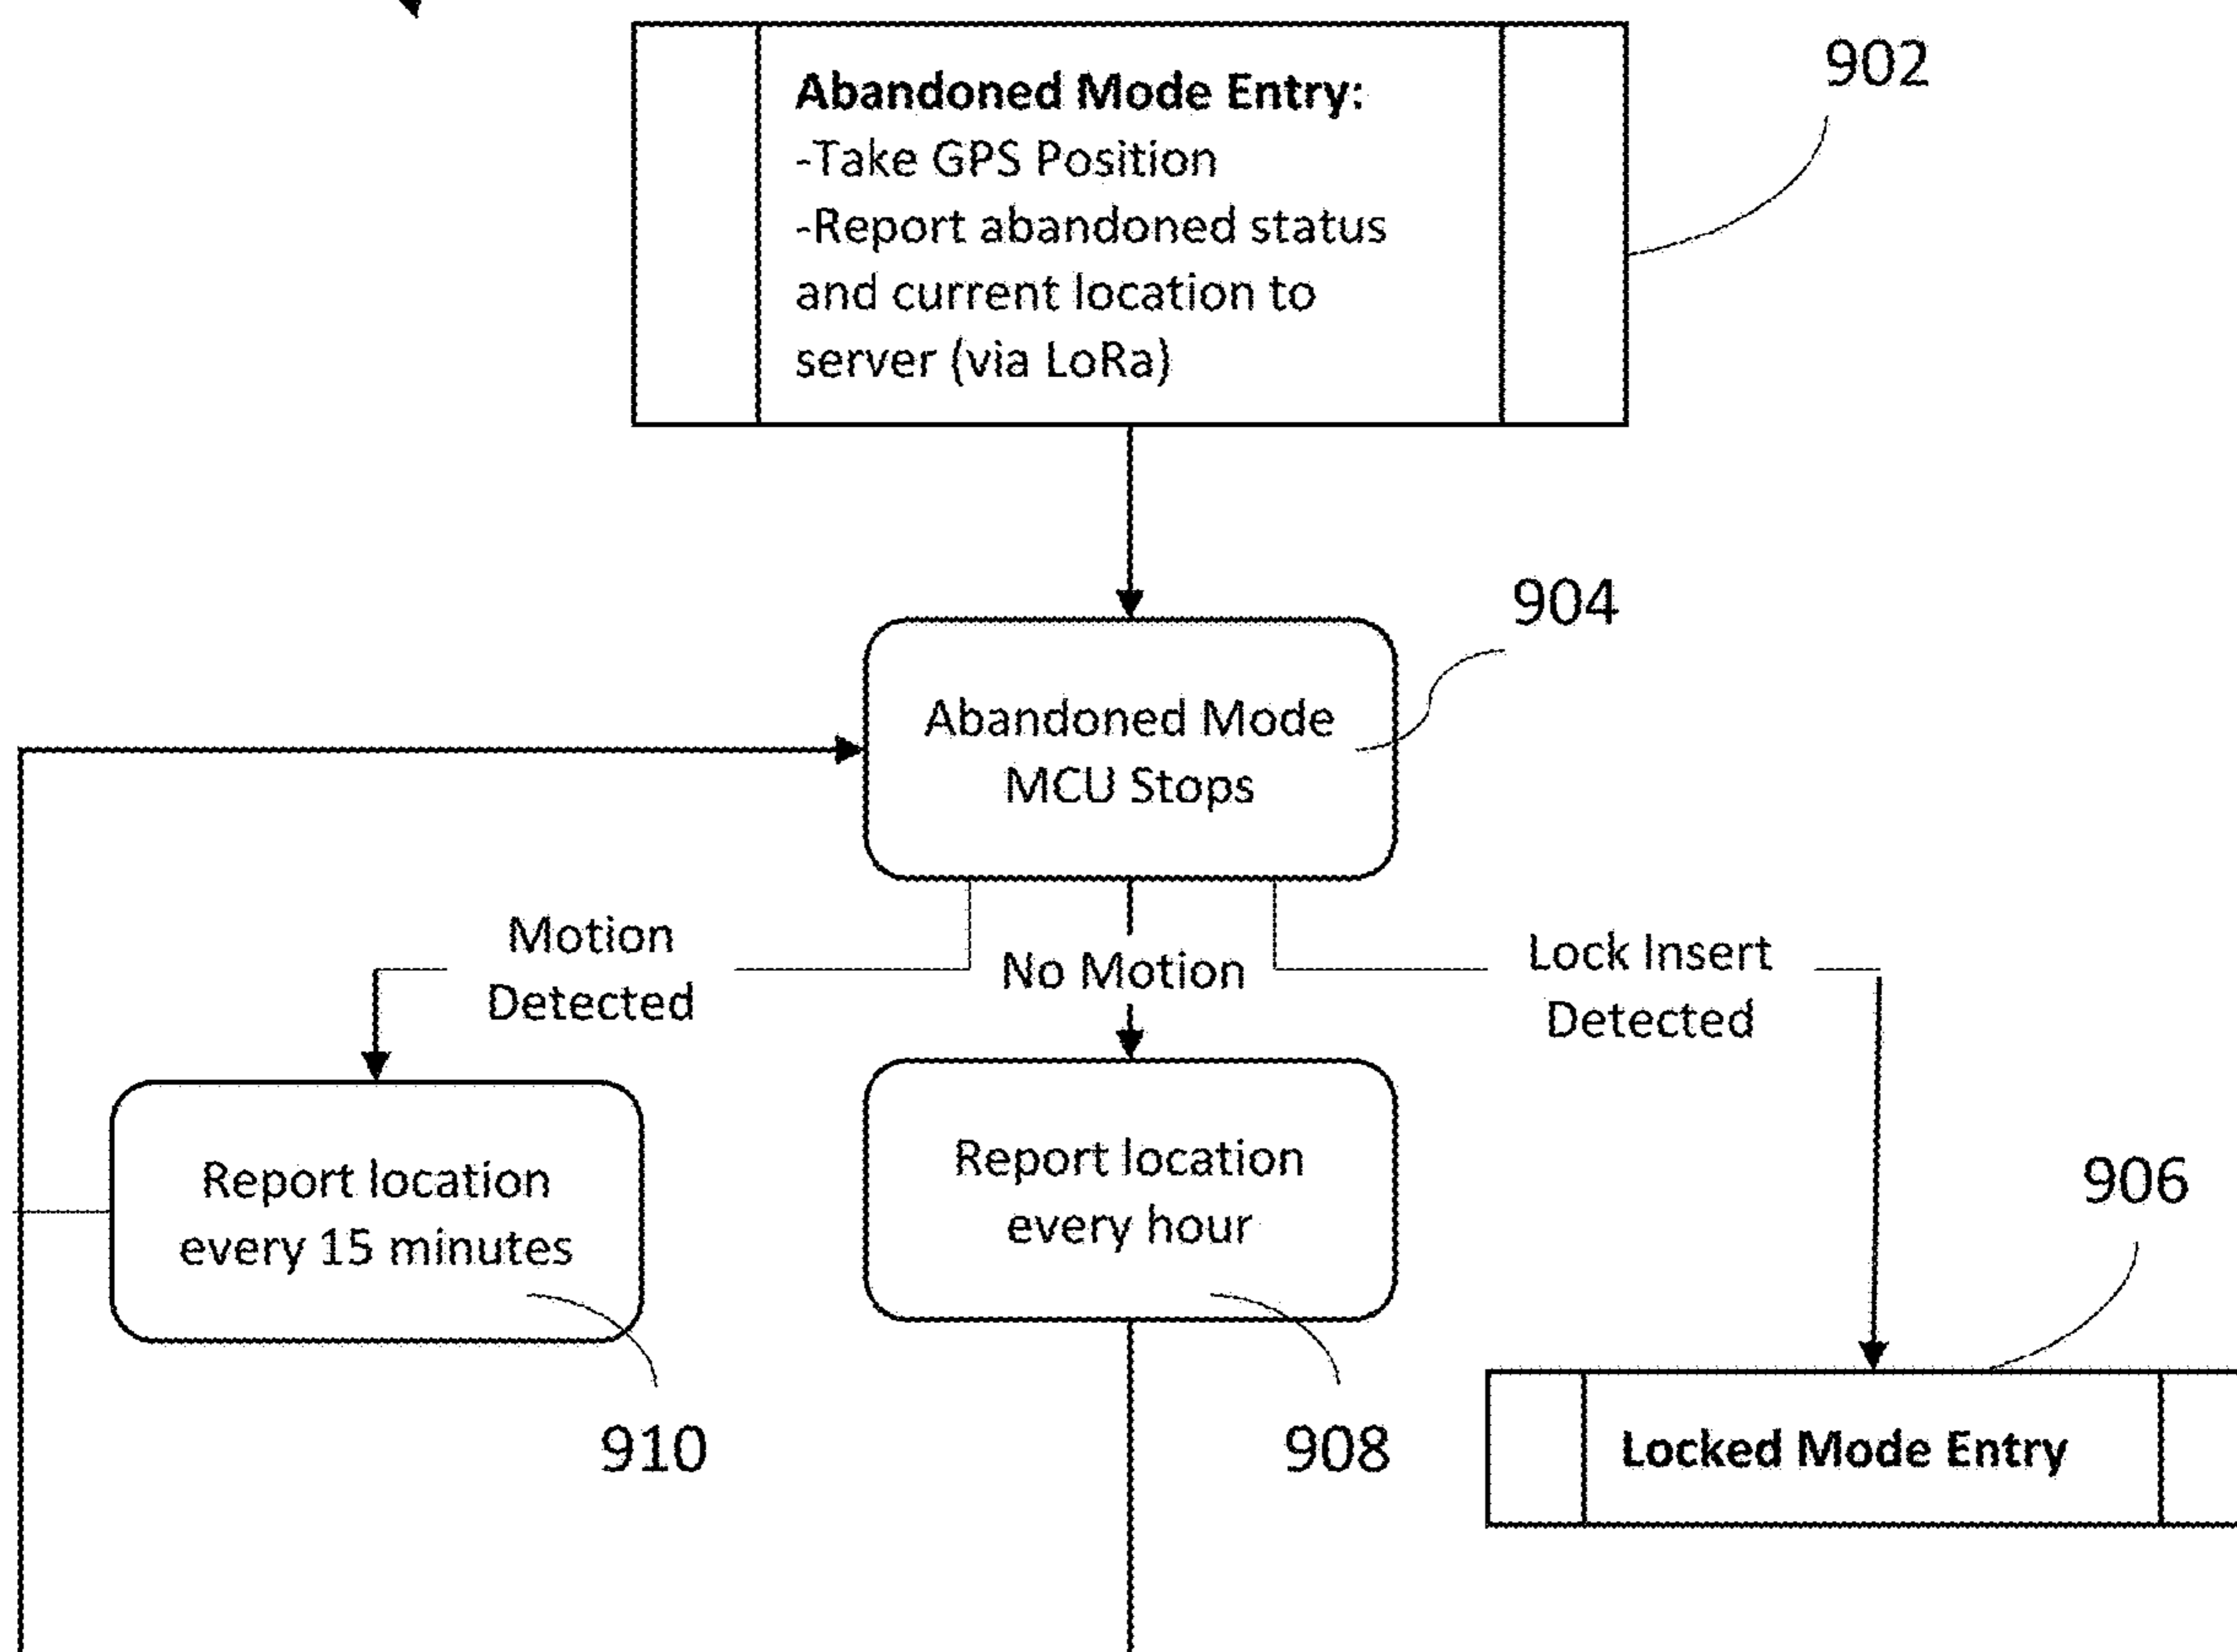 902
Abandoned Mode Entry:
-Take GPS Position
-Report abandoned status
and current location to
server (via LoRa)
904
Abandoned Mode
MCU Stops
Motion
Detected
No Motion
Lock Insert
Detected
Report location
every 15 minutes
Report location
every hour
906
910
908
Locked Mode Entry